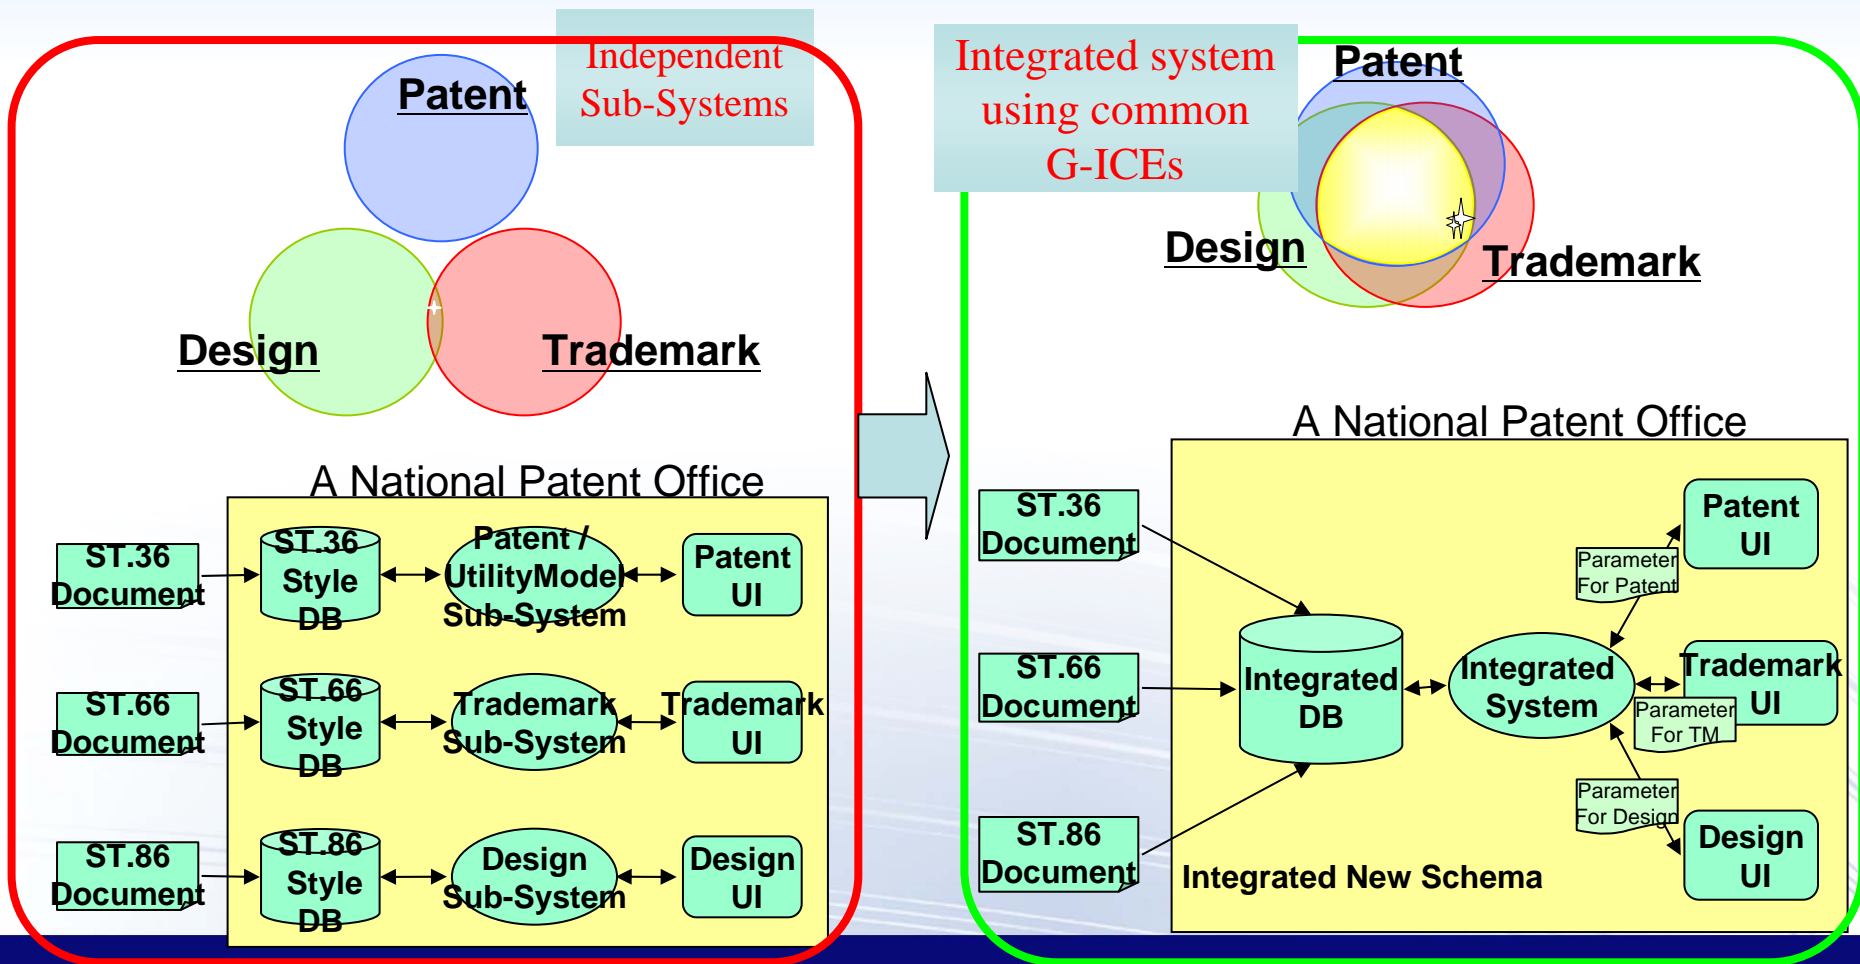 Independent
Sub-Systems
Patent
Design
Trademark
A National Patent Office
ST.36
Document
ST.36
Style
DB
Patent /
UtilityModel
Sub-System
Patent
UI
ST.66
Document
ST.66
Style
DB
Trademark
Sub-System
Trademark
UI
ST.86
Document
ST.86
Style
DB
Design
Sub-System
Design
UI
Integrated system
using common
G-ICEs
Patent
Design
Trademark
A National Patent Office
ST.36
Document
ST.66
Document
ST.86
Document
Integrated
DB
Integrated
System
Parameter
For Patent
Patent
UI
Trademark
UI
Parameter
For TM
Parameter
For Design
Design
UI
Integrated New Schema